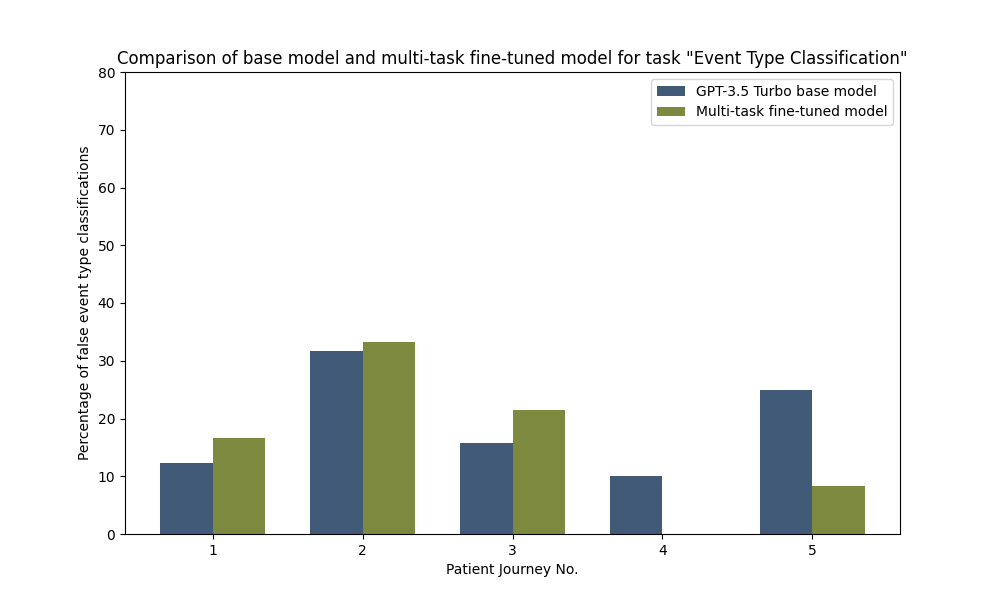 Comparison of base model and multi-task fine-tuned model for task "Event Type Classification"
GPT-3.5 Turbo base model
Multi-task fine-tuned model
Percentage of false event type classifications
80
70
60
50
40
30
20
10
0
1 2 3 4 5
Patient Journey No.